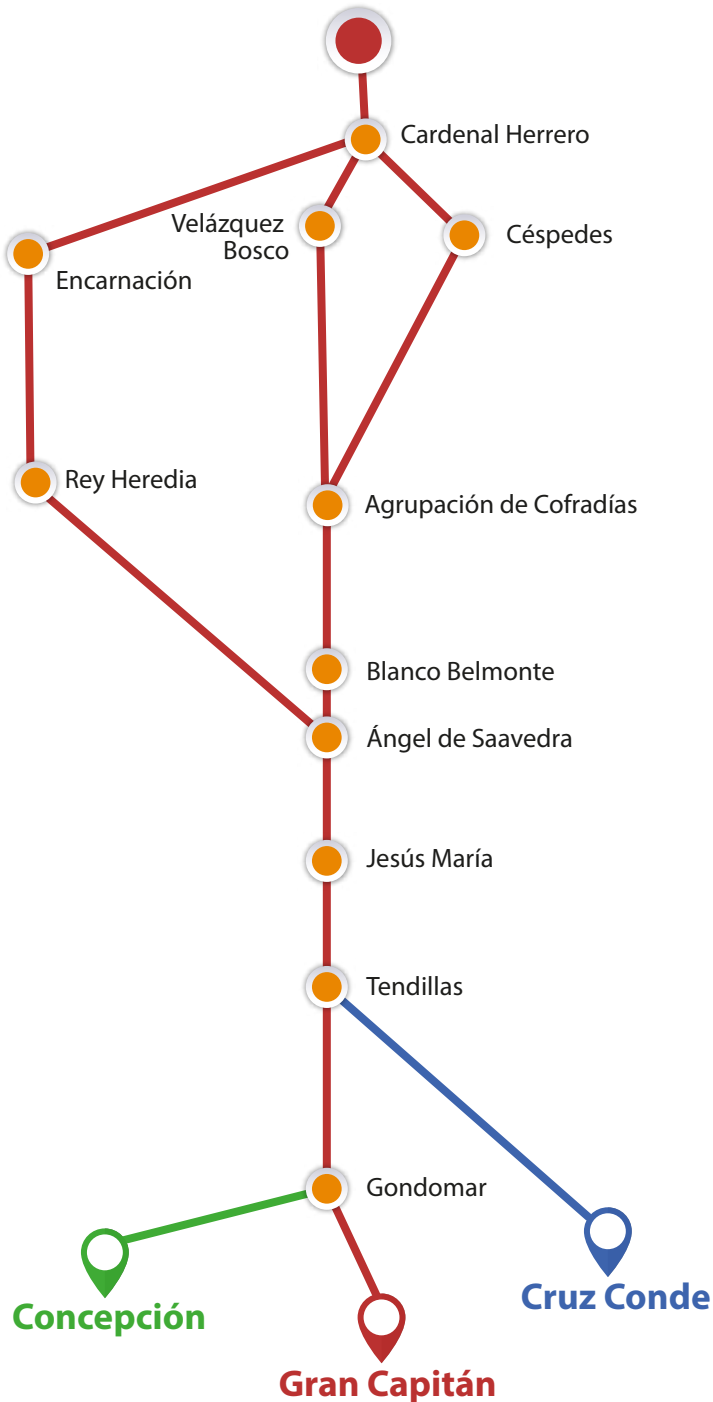 Cardenal Herrero
Velázquez
Bosco
Céspedes
Encarnación
Rey Heredia
Agrupación de Cofradías
Blanco Belmonte
Ángel de Saavedra
Jesús María
Tendillas
Gondomar
Cruz Conde
Concepción
Gran Capitán